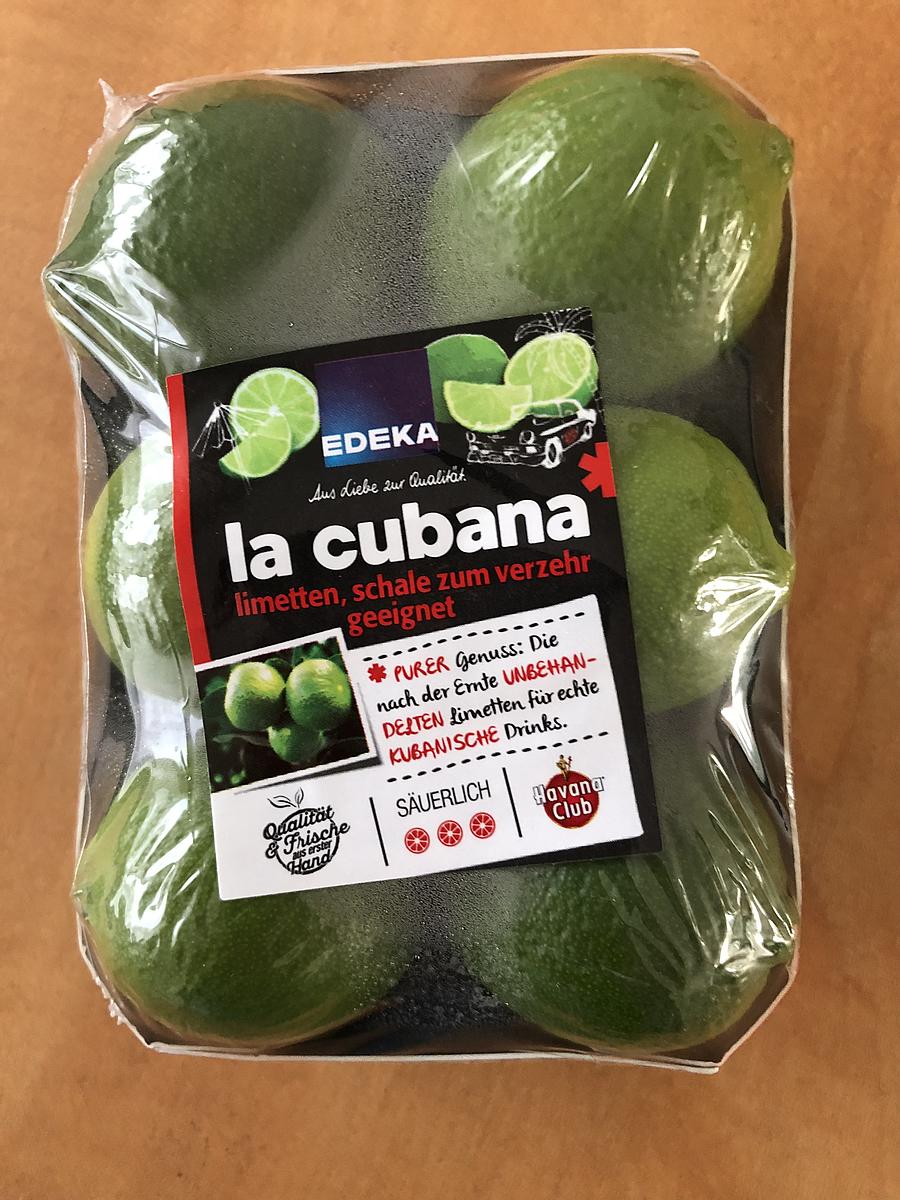 EDEKA
Aus Liebe zur Qualität.
la cubana*
limetten, schale zum verzehr
geeignet
* PURER Genuss: Die
nach der Ernte UNBEHAN-
DELTEN Limetten für echte
KUBANISCHE Drinks.
Qualität
& Frische
aus erster
Hand
SÄUERLICH
Havana
Club